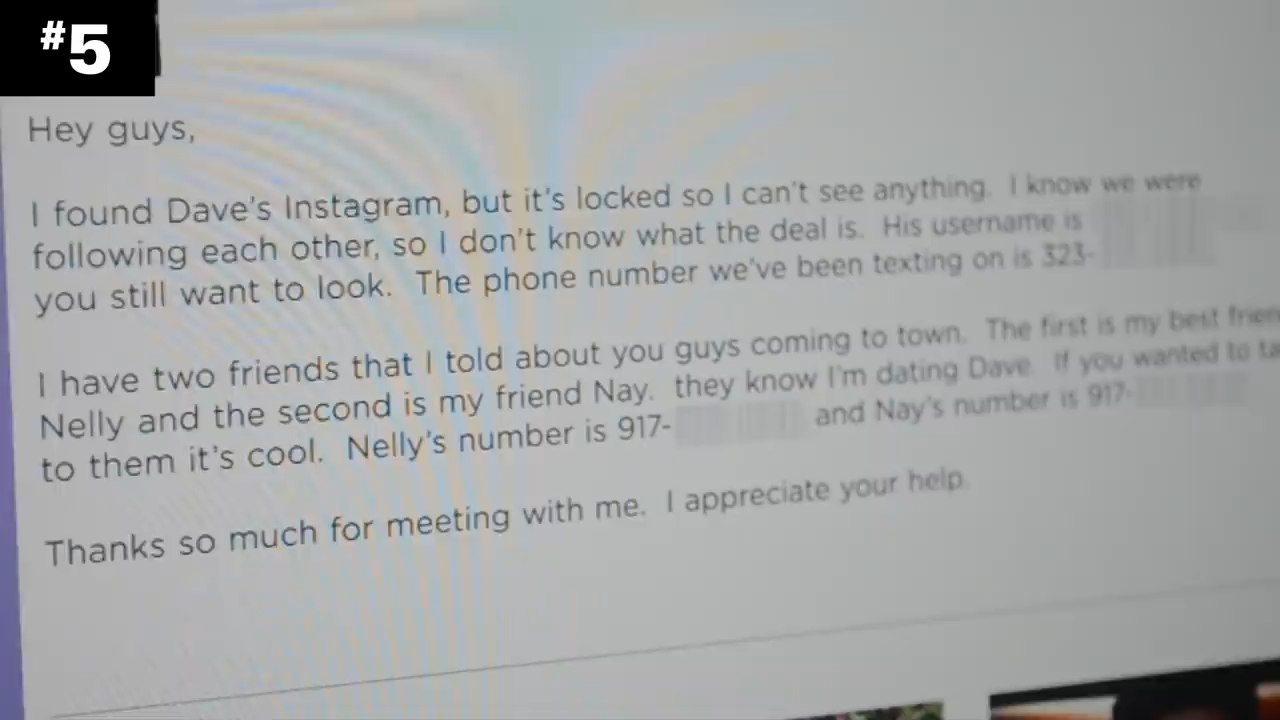 #5
Hey guys,
I found Dave's Instagram, but it's locked so I can't see anything. I know we were
following each other, so I don't know what the deal is. His username is
you still want to look. The phone number we've been texting on is 323-
I have two friends that I told about you guys coming to town. The first is my best
Nelly and the second is my friend Nay. they know I'm dating Dave. If you wanted to
to them it's cool. Nelly's number is 917- and Nay's number is 917-
Thanks so much for meeting with me. I appreciate your help.